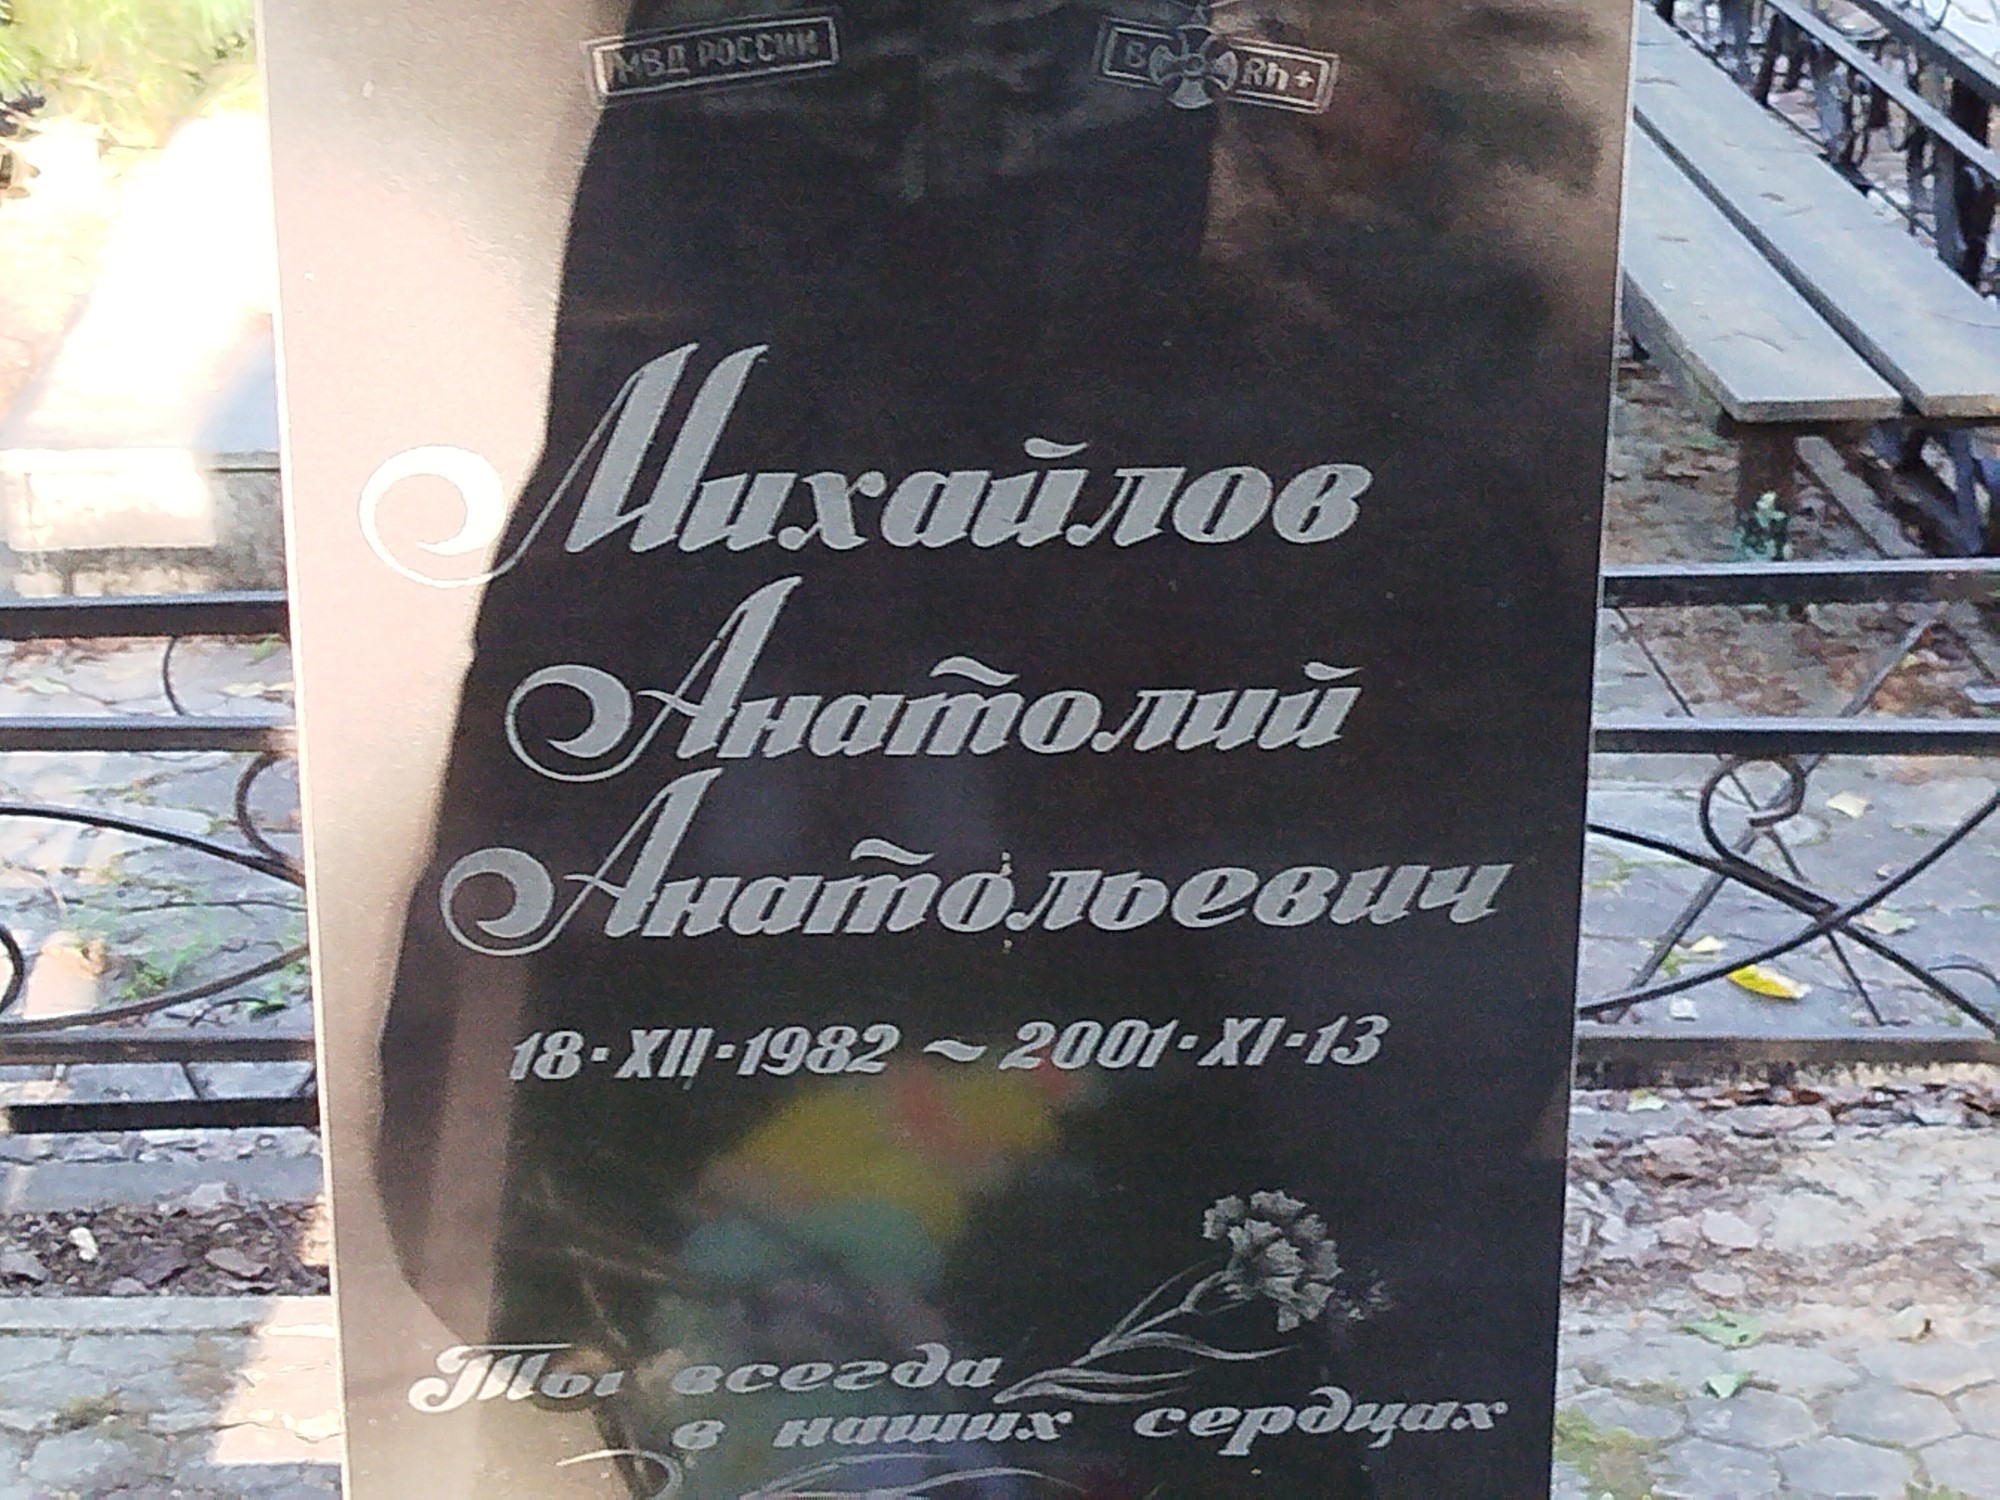 МВД РОССИИ
В Rh+
Михайлов
Анатолий
Анатольевич
18·XII·1982 ~ 2001·XI·13
Ты всегда
в наших сердцах